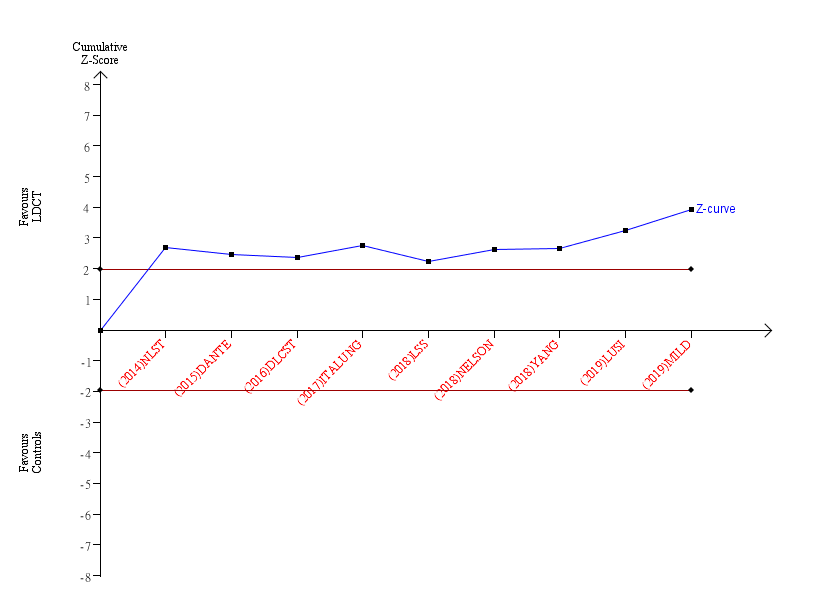 Cumulative
Z-Score
8
7
6
5
4
3
2
1
-1
-2
-3
-4
-5
-6
-7
-8
Favours
LDCT
Favours
Controls
Z-curve
(2014)NLST
(2015)DANTE
(2016)DLCST
(2017)ITALUNG
(2018)LSS
(2018)NELSON
(2018)YANG
(2019)LUSI
(2019)MILD